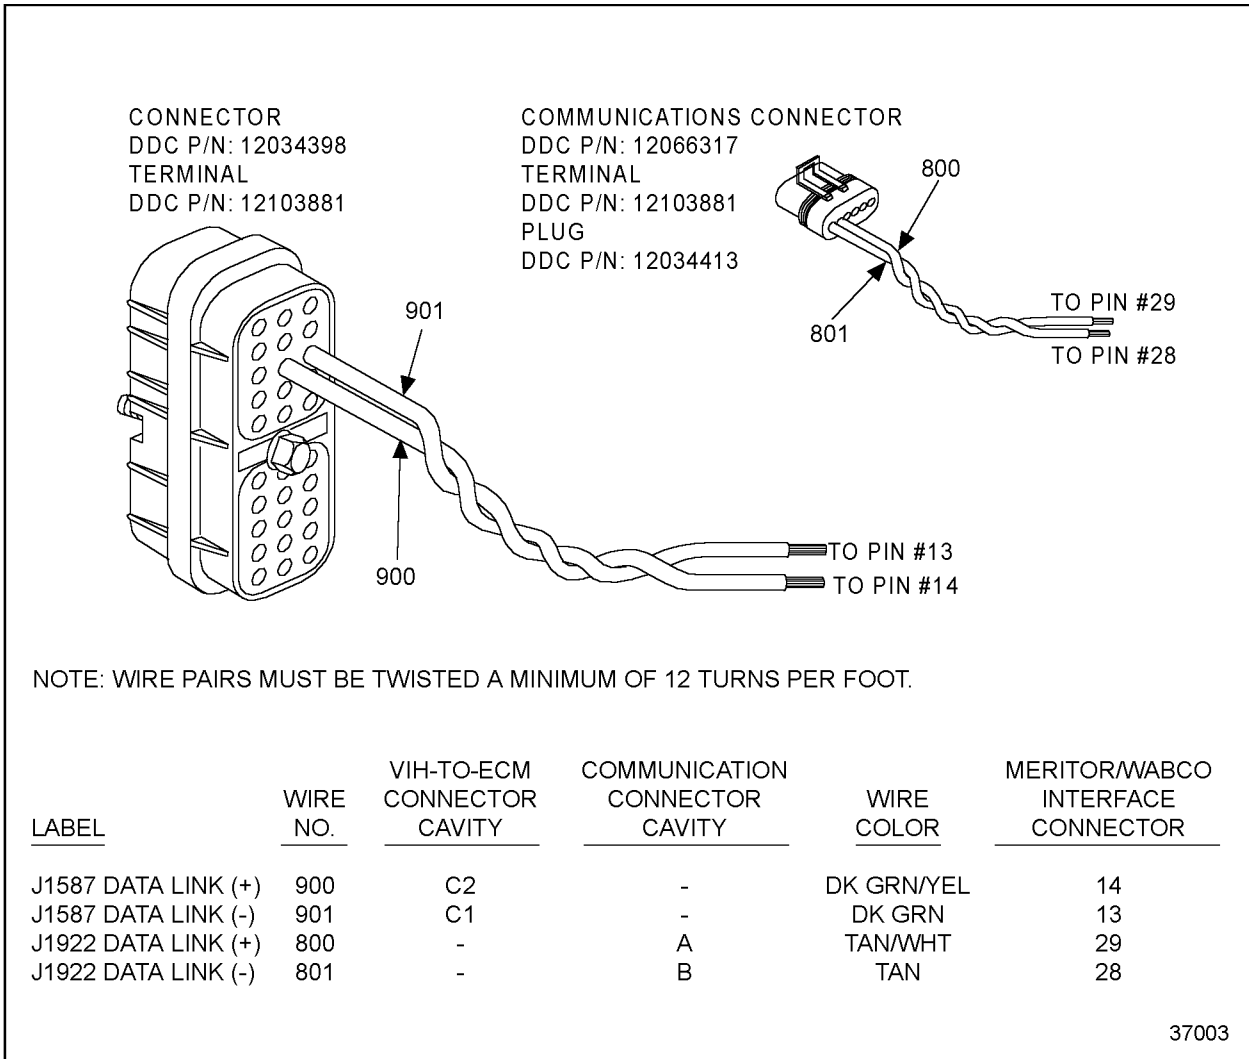 CONNECTOR
DDC P/N: 12034398
TERMINAL
DDC P/N: 12103881
COMMUNICATIONS CONNECTOR
DDC P/N: 12066317
TERMINAL
DDC P/N: 12103881
PLUG
DDC P/N: 12034413
800
801
TO PIN #29
TO PIN #28
901
900
TO PIN #13
TO PIN #14
NOTE: WIRE PAIRS MUST BE TWISTED A MINIMUM OF 12 TURNS PER FOOT.
VIH-TO-ECM COMMUNICATION MERITOR/WABCO
WIRE CONNECTOR CONNECTOR WIRE INTERFACE
LABEL NO. CAVITY CAVITY COLOR CONNECTOR
J1587 DATA LINK (+) 900 C2 - DK GRN/YEL 14
J1587 DATA LINK (-) 901 C1 - DK GRN 13
J1922 DATA LINK (+) 800 - A TAN/WHT 29
J1922 DATA LINK (-) 801 - B TAN 28
37003